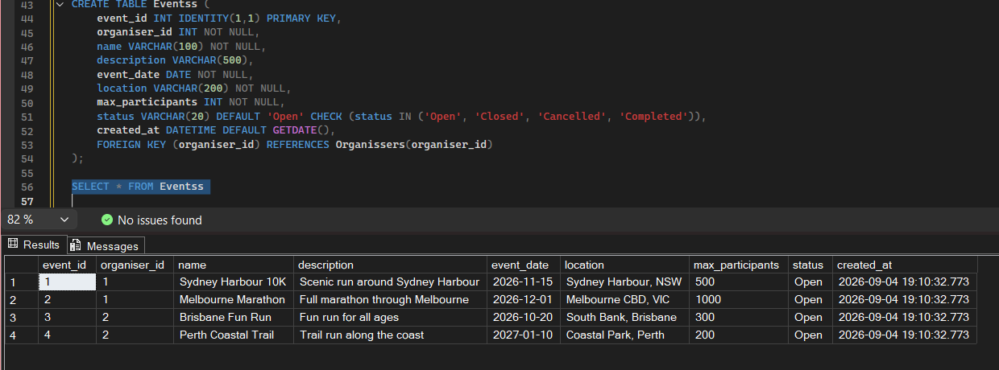 43 CREATE TABLE Eventss (
44 event_id INT IDENTITY(1,1) PRIMARY KEY,
45 organiser_id INT NOT NULL,
46 name VARCHAR(100) NOT NULL,
47 description VARCHAR(500),
48 event_date DATE NOT NULL,
49 location VARCHAR(200) NOT NULL,
50 max_participants INT NOT NULL,
51 status VARCHAR(20) DEFAULT 'Open' CHECK (status IN ('Open', 'Closed', 'Cancelled', 'Completed')),
52 created_at DATETIME DEFAULT GETDATE(),
53 FOREIGN KEY (organiser_id) REFERENCES Organissers(organiser_id)
54 );
55
56 SELECT * FROM Eventss
57
82 % No issues found
Results Messages
event_id organiser_id name description event_date location max_participants status created_at
1 1 1 Sydney Harbour 10K Scenic run around Sydney Harbour 2026-11-15 Sydney Harbour, NSW 500 Open 2026-09-04 19:10:32.773
2 2 1 Melbourne Marathon Full marathon through Melbourne 2026-12-01 Melbourne CBD, VIC 1000 Open 2026-09-04 19:10:32.773
3 3 2 Brisbane Fun Run Fun run for all ages 2026-10-20 South Bank, Brisbane 300 Open 2026-09-04 19:10:32.773
4 4 2 Perth Coastal Trail Trail run along the coast 2027-01-10 Coastal Park, Perth 200 Open 2026-09-04 19:10:32.773